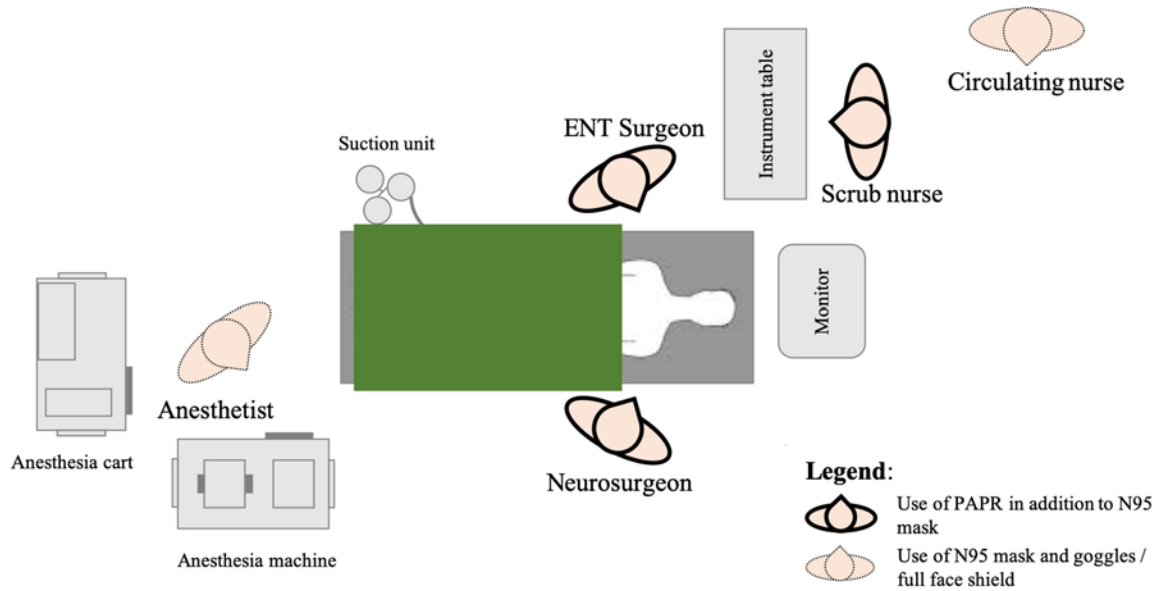 Circulating nurse
Instrument table
ENT Surgeon
Suction unit
Scrub nurse
Monitor
Anesthetist
Anesthesia cart
Neurosurgeon
Anesthesia machine
Legend:
Use of PAPR in addition to N95
mask
Use of N95 mask and goggles /
full face shield